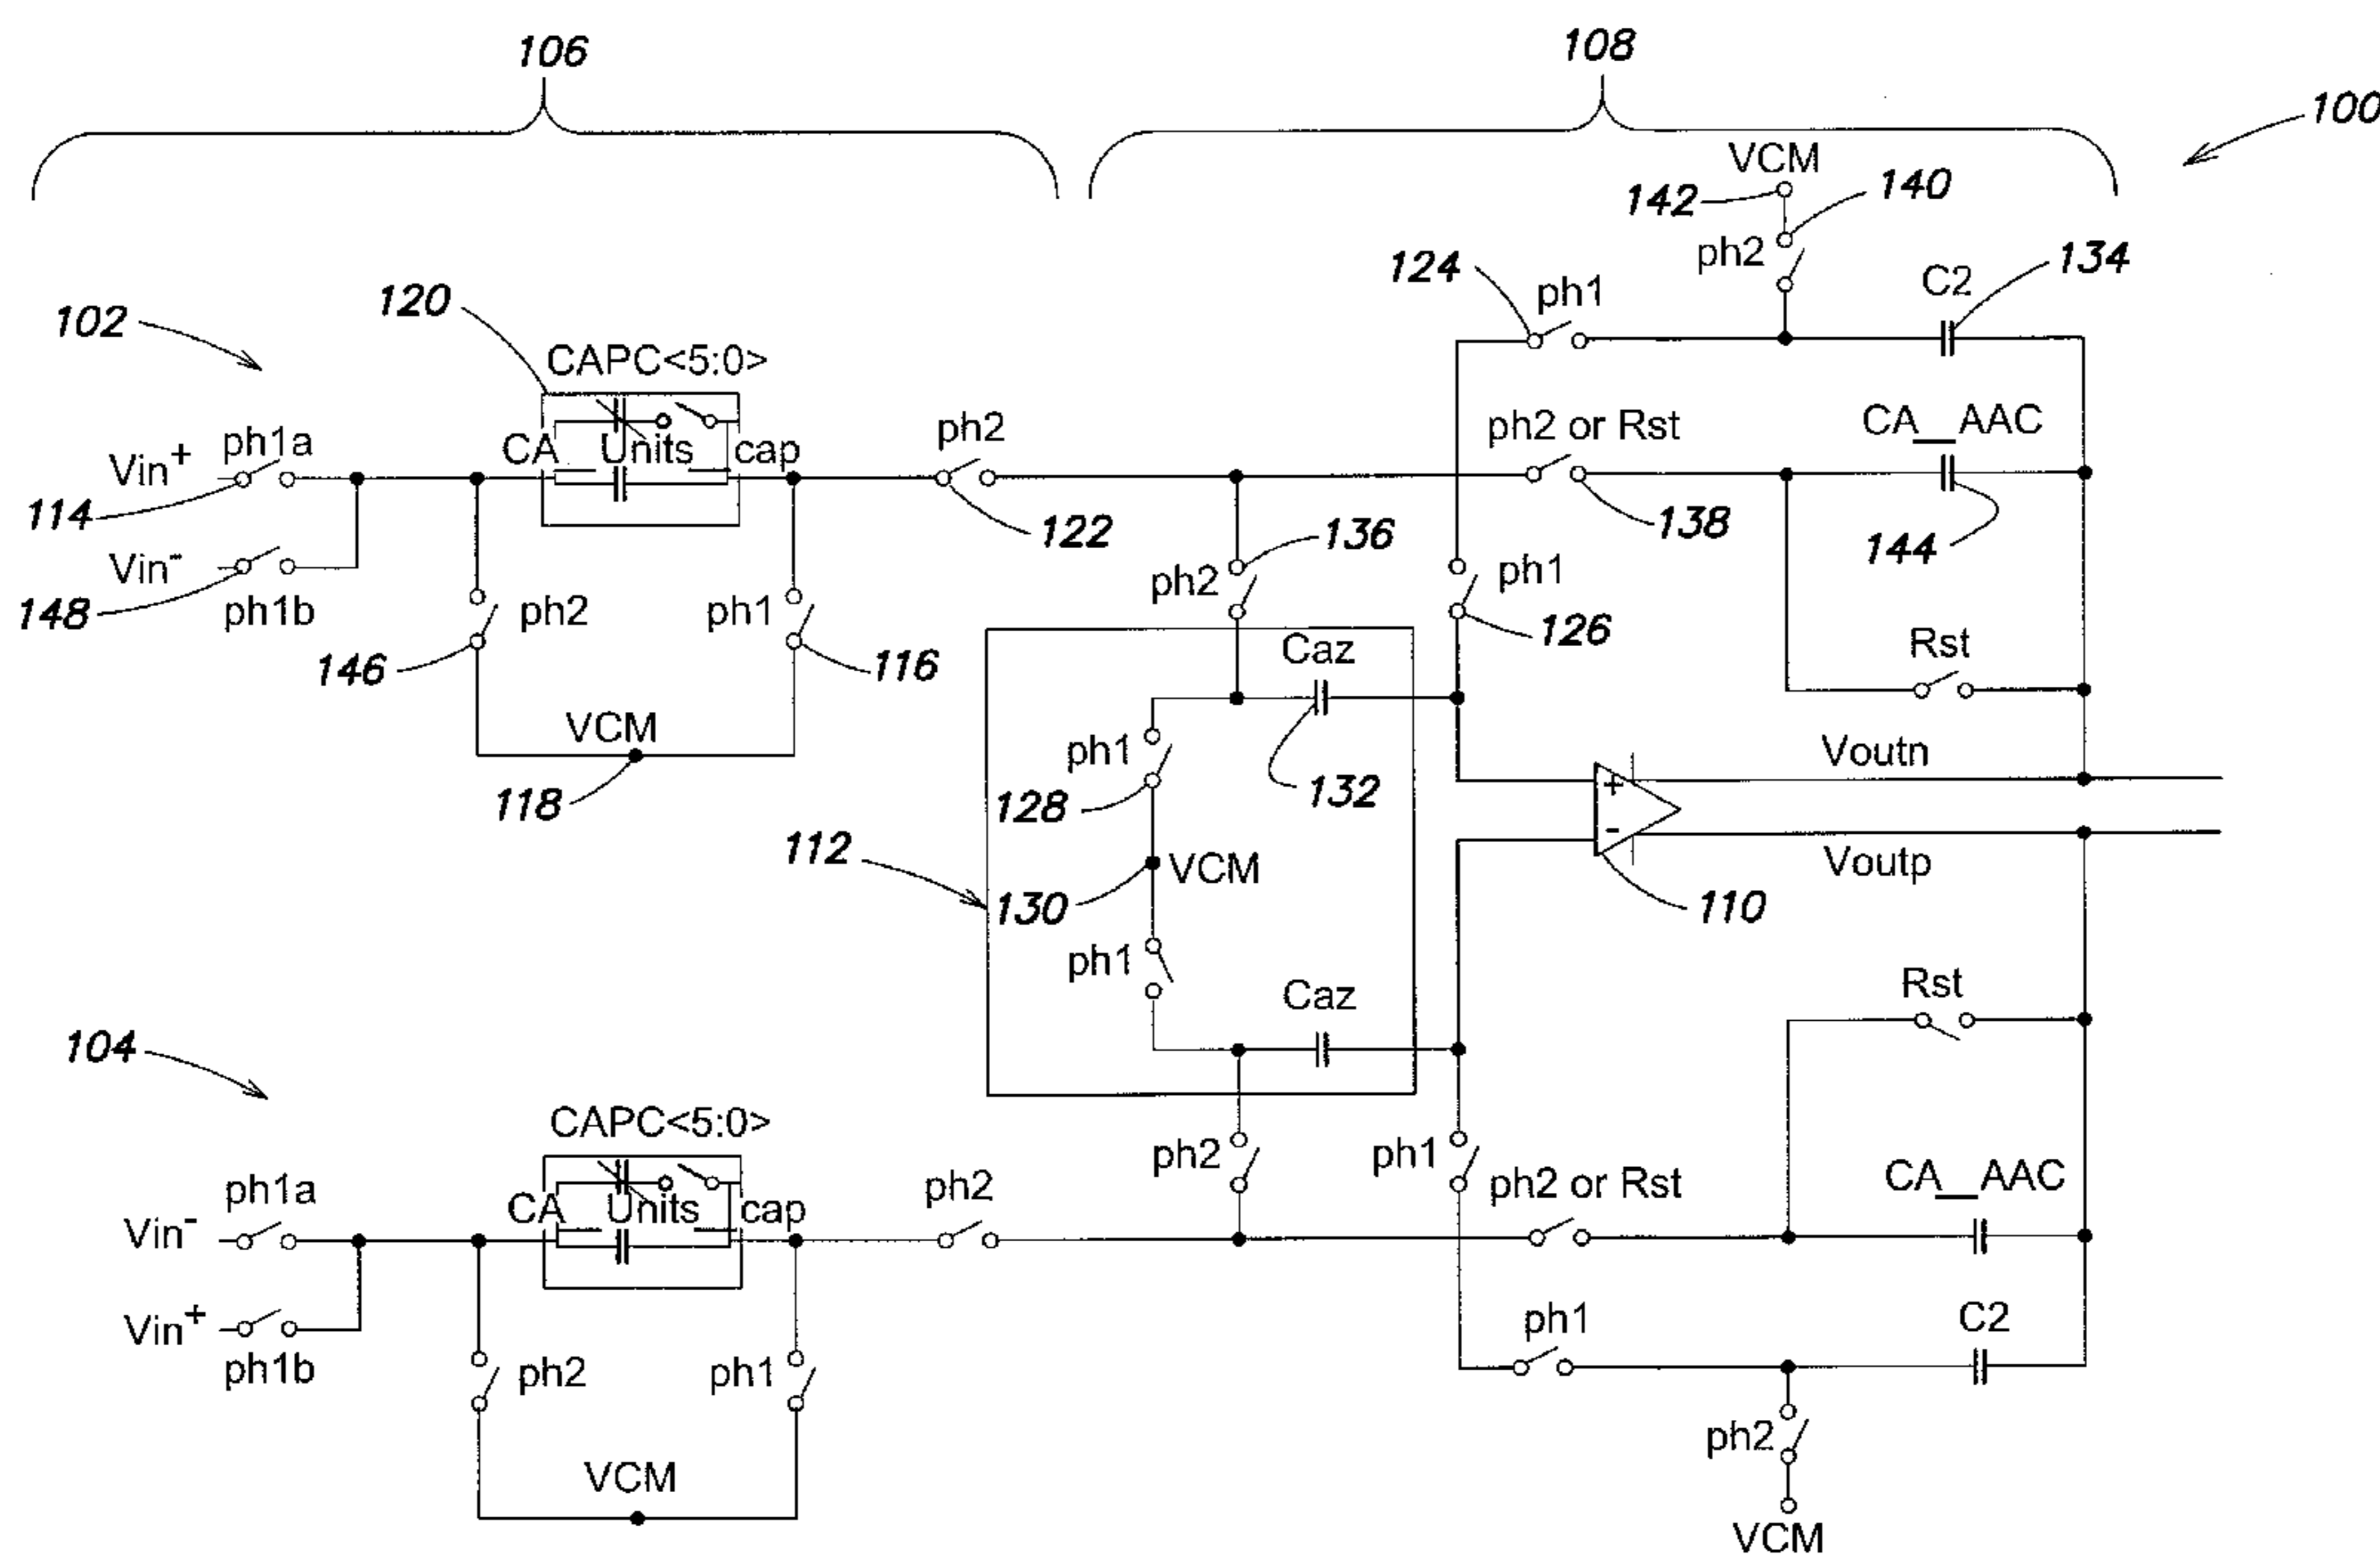 106
108
100
VCM
142
140
ph2
124
ph1
C2
134
102
120
CAPC<5:0>
CA Units cap
Vin+
ph1a
114
Vin-
148
ph1b
ph2
122
ph2 or Rst
138
CA__AAC
144
136
ph2
ph1
126
146
ph2
ph1
116
VCM
118
Rst
Caz
132
ph1
128
112
130
VCM
ph1
Caz
+
-
110
Voutn
Voutp
Rst
104
CAPC<5:0>
CA Units cap
Vin-
ph1a
Vin+
ph1b
ph2
ph2
ph1
ph2 or Rst
CA__AAC
ph2
ph1
VCM
ph1
C2
ph2
VCM